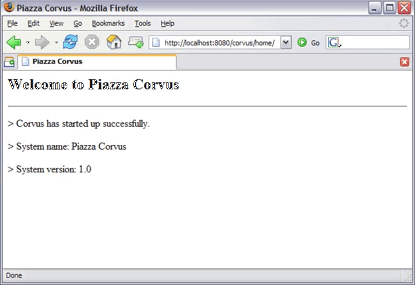 Piazza Corvus - Mozilla Firefox
File Edit View Go Bookmarks Tools Help
http://localhost:8080/corvus/home/ Go G
Piazza Corvus
Welcome to Piazza Corvus
> Corvus has started up successfully.
> System name: Piazza Corvus
> System version: 1.0
Done